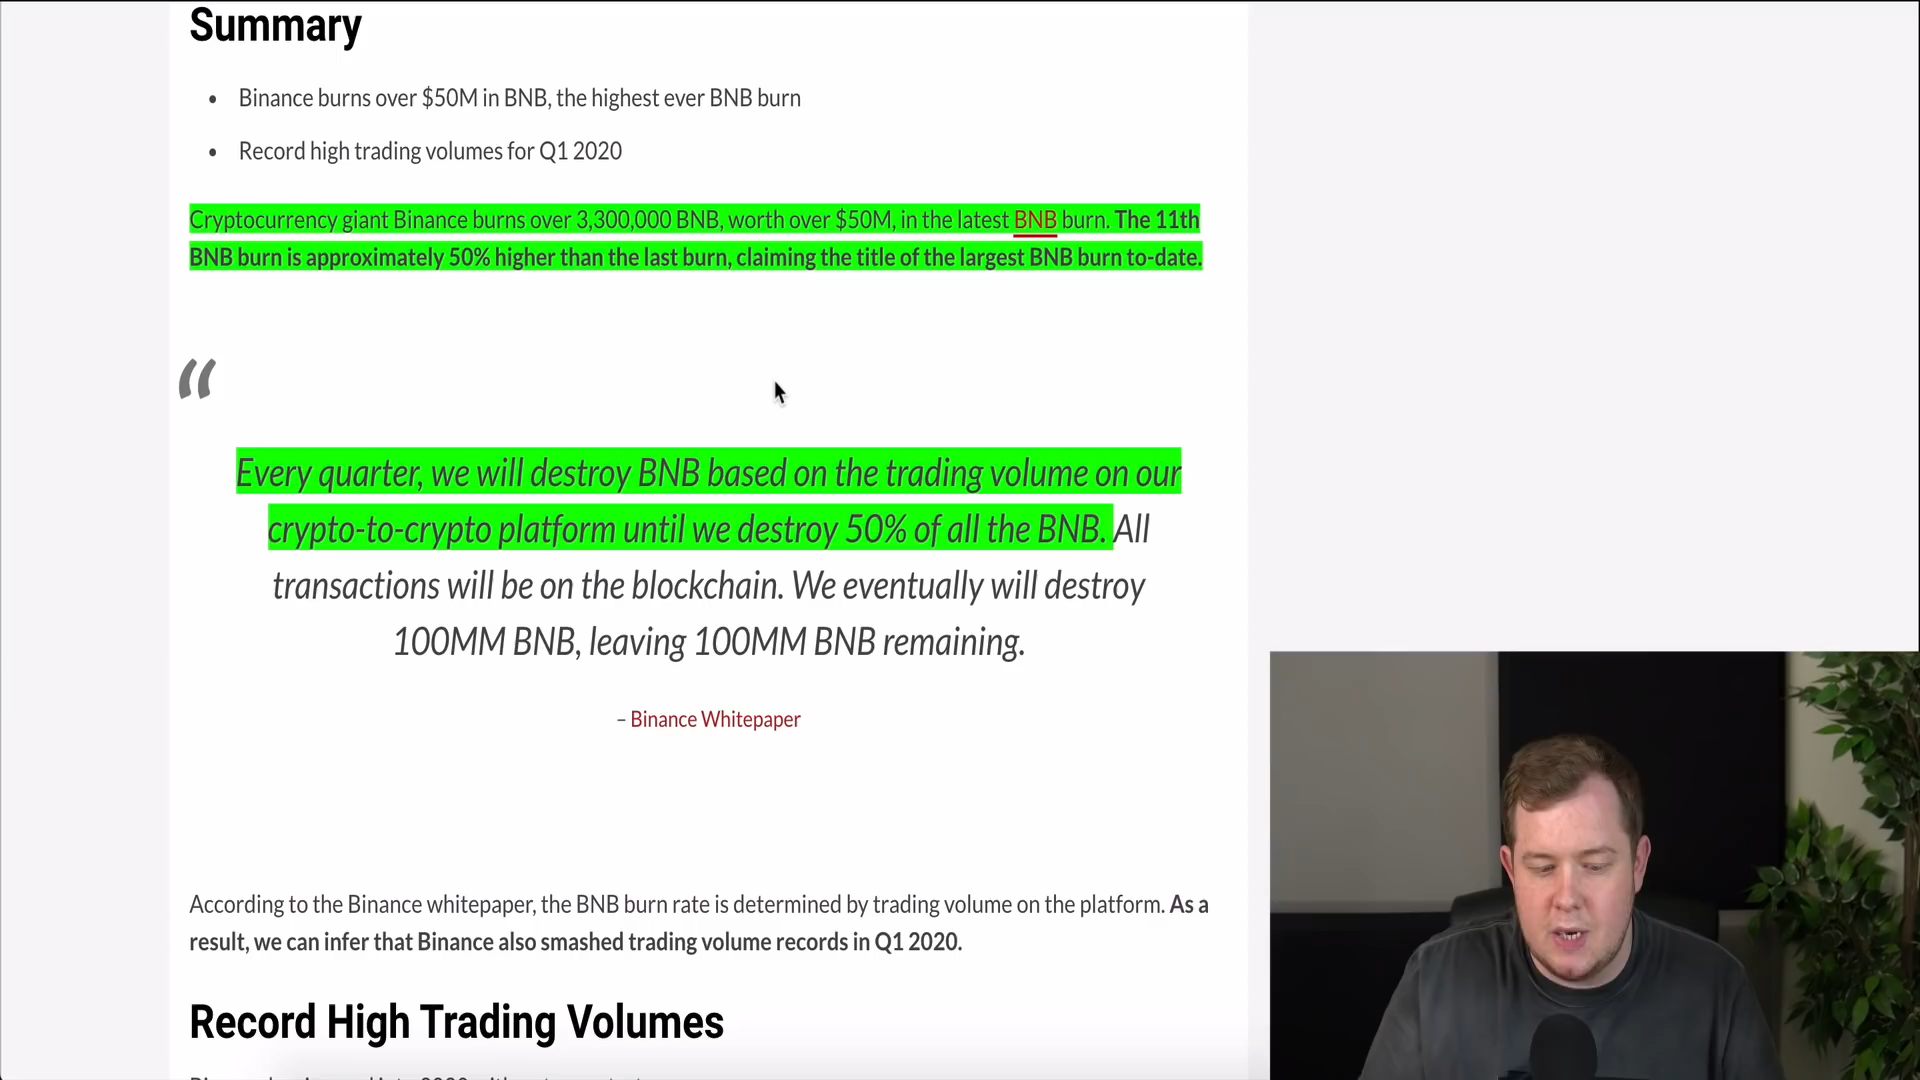 Summary
• Binance burns over $50M in BNB, the highest ever BNB burn
• Record high trading volumes for Q1 2020
Cryptocurrency giant Binance burns over 3,300,000 BNB, worth over $50M, in the latest BNB burn. The 11th
BNB burn is approximately 50% higher than the last burn, claiming the title of the largest BNB burn to-date.
“
Every quarter, we will destroy BNB based on the trading volume on our
crypto-to-crypto platform until we destroy 50% of all the BNB. All
transactions will be on the blockchain. We eventually will destroy
100MM BNB, leaving 100MM BNB remaining.
– Binance Whitepaper
According to the Binance whitepaper, the BNB burn rate is determined by trading volume on the platform. As a
result, we can infer that Binance also smashed trading volume records in Q1 2020.
Record High Trading Volumes